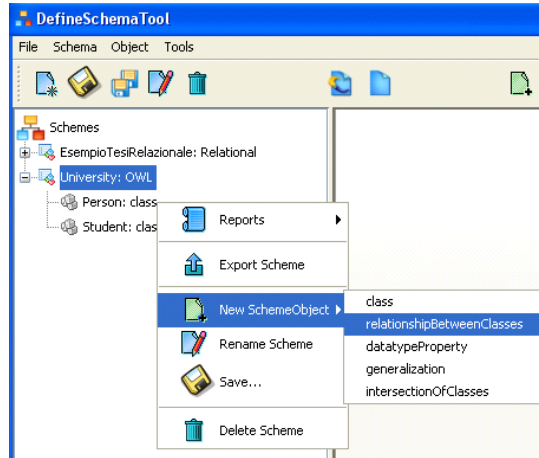 DefineSchemaTool
File Schema Object Tools
Schemes
EsempioTesiRelazionale: Relational
University: OWL
Person: class
Student: clas
Reports
Export Scheme
New SchemeObject
Rename Scheme
Save...
Delete Scheme
class
relationshipBetweenClasses
datatypeProperty
generalization
intersectionOfClasses